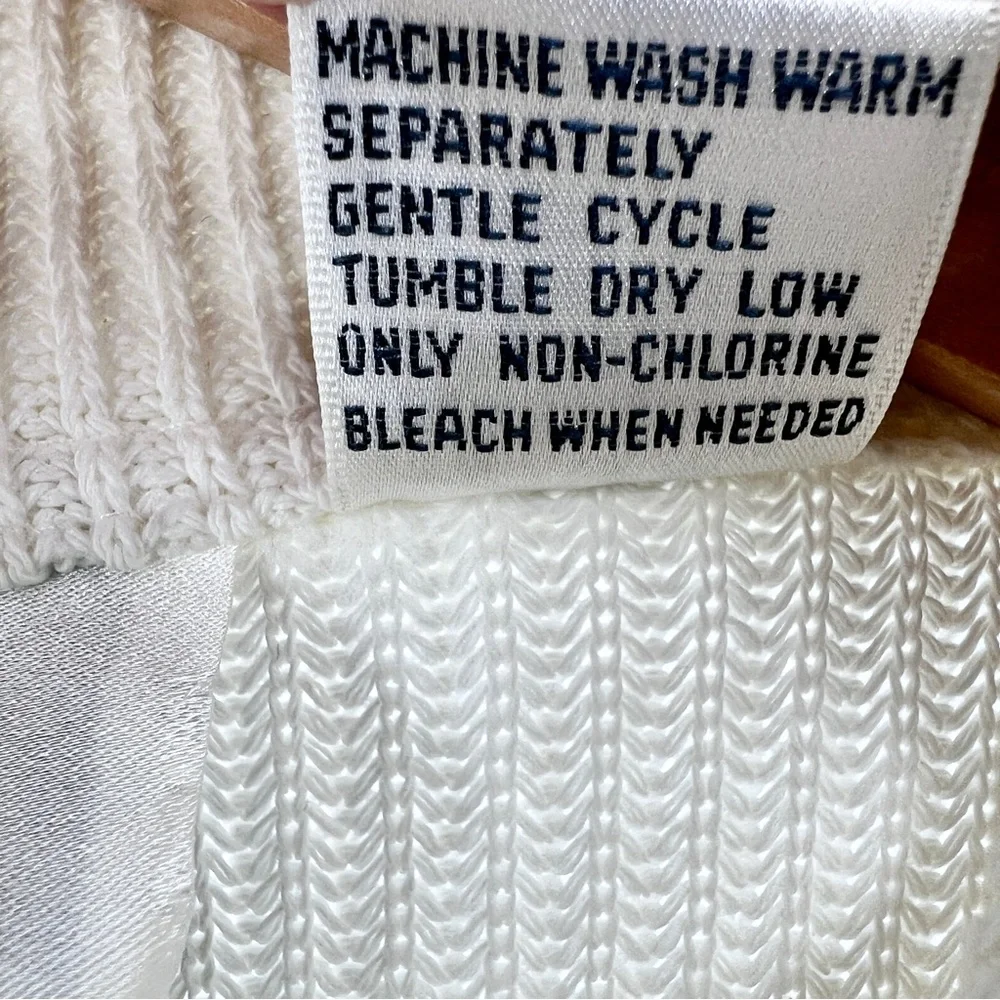 MACHINE WASH WARM
SEPARATELY
GENTLE CYCLE
TUMBLE DRY LOW
ONLY NON-CHLORINE
BLEACH WHEN NEEDED